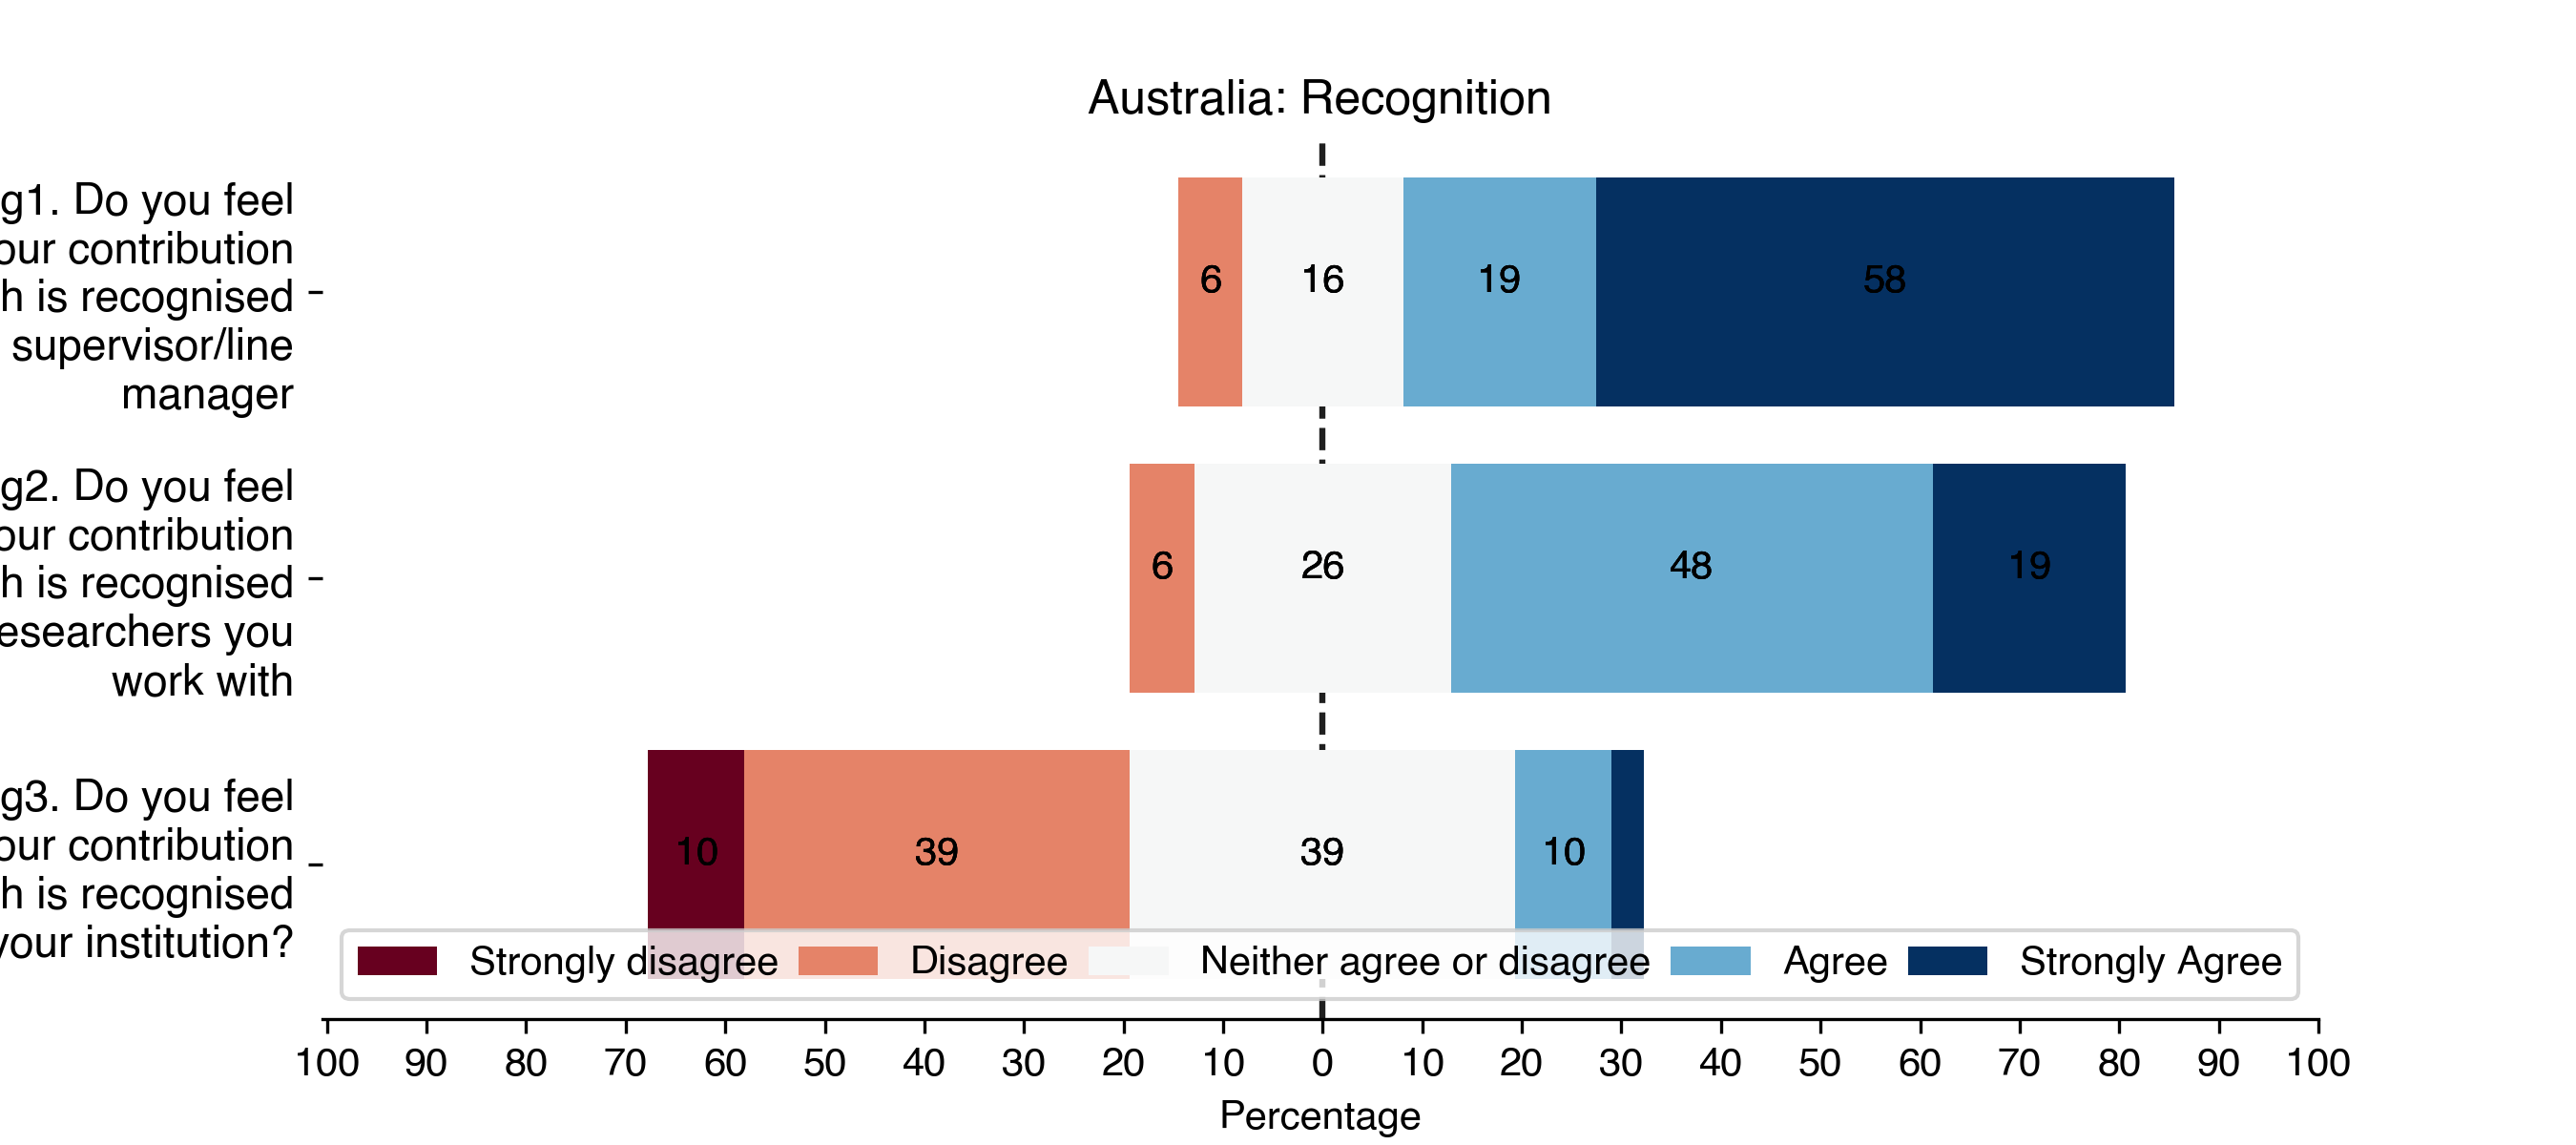 Australia: Recognition
g1. Do you feel
our contribution
h is recognised
supervisor/line
manager
6 16 19 58
g2. Do you feel
our contribution
h is recognised
esearchers you
work with
6 26 48 19
g3. Do you feel
our contribution
h is recognised
your institution?
10 39 39 10
Strongly disagree Disagree Neither agree or disagree Agree Strongly Agree
100 90 80 70 60 50 40 30 20 10 0 10 20 30 40 50 60 70 80 90 100
Percentage